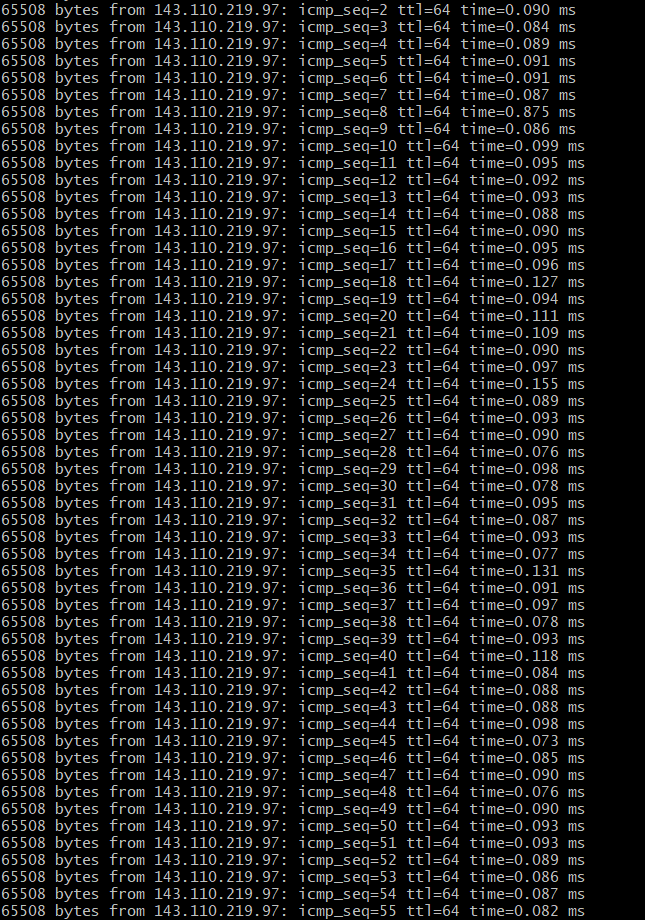 65508 bytes from 143.110.219.97: icmp_seq=2 ttl=64 time=0.090 ms
65508 bytes from 143.110.219.97: icmp_seq=3 ttl=64 time=0.084 ms
65508 bytes from 143.110.219.97: icmp_seq=4 ttl=64 time=0.089 ms
65508 bytes from 143.110.219.97: icmp_seq=5 ttl=64 time=0.091 ms
65508 bytes from 143.110.219.97: icmp_seq=6 ttl=64 time=0.091 ms
65508 bytes from 143.110.219.97: icmp_seq=7 ttl=64 time=0.087 ms
65508 bytes from 143.110.219.97: icmp_seq=8 ttl=64 time=0.875 ms
65508 bytes from 143.110.219.97: icmp_seq=9 ttl=64 time=0.086 ms
65508 bytes from 143.110.219.97: icmp_seq=10 ttl=64 time=0.099 ms
65508 bytes from 143.110.219.97: icmp_seq=11 ttl=64 time=0.095 ms
65508 bytes from 143.110.219.97: icmp_seq=12 ttl=64 time=0.092 ms
65508 bytes from 143.110.219.97: icmp_seq=13 ttl=64 time=0.093 ms
65508 bytes from 143.110.219.97: icmp_seq=14 ttl=64 time=0.088 ms
65508 bytes from 143.110.219.97: icmp_seq=15 ttl=64 time=0.090 ms
65508 bytes from 143.110.219.97: icmp_seq=16 ttl=64 time=0.095 ms
65508 bytes from 143.110.219.97: icmp_seq=17 ttl=64 time=0.096 ms
65508 bytes from 143.110.219.97: icmp_seq=18 ttl=64 time=0.127 ms
65508 bytes from 143.110.219.97: icmp_seq=19 ttl=64 time=0.094 ms
65508 bytes from 143.110.219.97: icmp_seq=20 ttl=64 time=0.111 ms
65508 bytes from 143.110.219.97: icmp_seq=21 ttl=64 time=0.109 ms
65508 bytes from 143.110.219.97: icmp_seq=22 ttl=64 time=0.090 ms
65508 bytes from 143.110.219.97: icmp_seq=23 ttl=64 time=0.097 ms
65508 bytes from 143.110.219.97: icmp_seq=24 ttl=64 time=0.155 ms
65508 bytes from 143.110.219.97: icmp_seq=25 ttl=64 time=0.089 ms
65508 bytes from 143.110.219.97: icmp_seq=26 ttl=64 time=0.093 ms
65508 bytes from 143.110.219.97: icmp_seq=27 ttl=64 time=0.090 ms
65508 bytes from 143.110.219.97: icmp_seq=28 ttl=64 time=0.076 ms
65508 bytes from 143.110.219.97: icmp_seq=29 ttl=64 time=0.098 ms
65508 bytes from 143.110.219.97: icmp_seq=30 ttl=64 time=0.078 ms
65508 bytes from 143.110.219.97: icmp_seq=31 ttl=64 time=0.095 ms
65508 bytes from 143.110.219.97: icmp_seq=32 ttl=64 time=0.087 ms
65508 bytes from 143.110.219.97: icmp_seq=33 ttl=64 time=0.093 ms
65508 bytes from 143.110.219.97: icmp_seq=34 ttl=64 time=0.077 ms
65508 bytes from 143.110.219.97: icmp_seq=35 ttl=64 time=0.131 ms
65508 bytes from 143.110.219.97: icmp_seq=36 ttl=64 time=0.091 ms
65508 bytes from 143.110.219.97: icmp_seq=37 ttl=64 time=0.097 ms
65508 bytes from 143.110.219.97: icmp_seq=38 ttl=64 time=0.078 ms
65508 bytes from 143.110.219.97: icmp_seq=39 ttl=64 time=0.093 ms
65508 bytes from 143.110.219.97: icmp_seq=40 ttl=64 time=0.118 ms
65508 bytes from 143.110.219.97: icmp_seq=41 ttl=64 time=0.084 ms
65508 bytes from 143.110.219.97: icmp_seq=42 ttl=64 time=0.088 ms
65508 bytes from 143.110.219.97: icmp_seq=43 ttl=64 time=0.088 ms
65508 bytes from 143.110.219.97: icmp_seq=44 ttl=64 time=0.098 ms
65508 bytes from 143.110.219.97: icmp_seq=45 ttl=64 time=0.073 ms
65508 bytes from 143.110.219.97: icmp_seq=46 ttl=64 time=0.085 ms
65508 bytes from 143.110.219.97: icmp_seq=47 ttl=64 time=0.090 ms
65508 bytes from 143.110.219.97: icmp_seq=48 ttl=64 time=0.076 ms
65508 bytes from 143.110.219.97: icmp_seq=49 ttl=64 time=0.090 ms
65508 bytes from 143.110.219.97: icmp_seq=50 ttl=64 time=0.093 ms
65508 bytes from 143.110.219.97: icmp_seq=51 ttl=64 time=0.093 ms
65508 bytes from 143.110.219.97: icmp_seq=52 ttl=64 time=0.089 ms
65508 bytes from 143.110.219.97: icmp_seq=53 ttl=64 time=0.086 ms
65508 bytes from 143.110.219.97: icmp_seq=54 ttl=64 time=0.087 ms
65508 bytes from 143.110.219.97: icmp_seq=55 ttl=64 time=0.082 ms